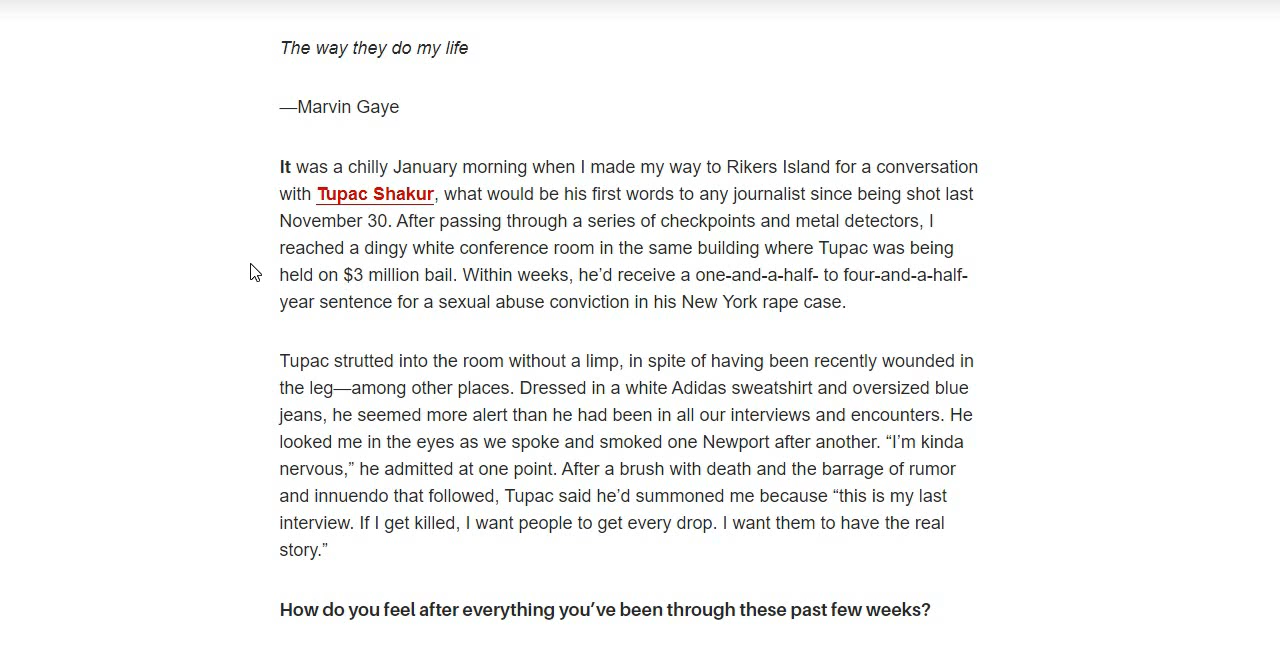 The way they do my life
—Marvin Gaye
It was a chilly January morning when I made my way to Rikers Island for a conversation
with Tupac Shakur, what would be his first words to any journalist since being shot last
November 30. After passing through a series of checkpoints and metal detectors, I
reached a dingy white conference room in the same building where Tupac was being
held on $3 million bail. Within weeks, he’d receive a one-and-a-half- to four-and-a-half-
year sentence for a sexual abuse conviction in his New York rape case.
Tupac strutted into the room without a limp, in spite of having been recently wounded in
the leg—among other places. Dressed in a white Adidas sweatshirt and oversized blue
jeans, he seemed more alert than he had been in all our interviews and encounters. He
looked me in the eyes as we spoke and smoked one Newport after another. “I’m kinda
nervous,” he admitted at one point. After a brush with death and the barrage of rumor
and innuendo that followed, Tupac said he’d summoned me because “this is my last
interview. If I get killed, I want people to get every drop. I want them to have the real
story.”
How do you feel after everything you’ve been through these past few weeks?